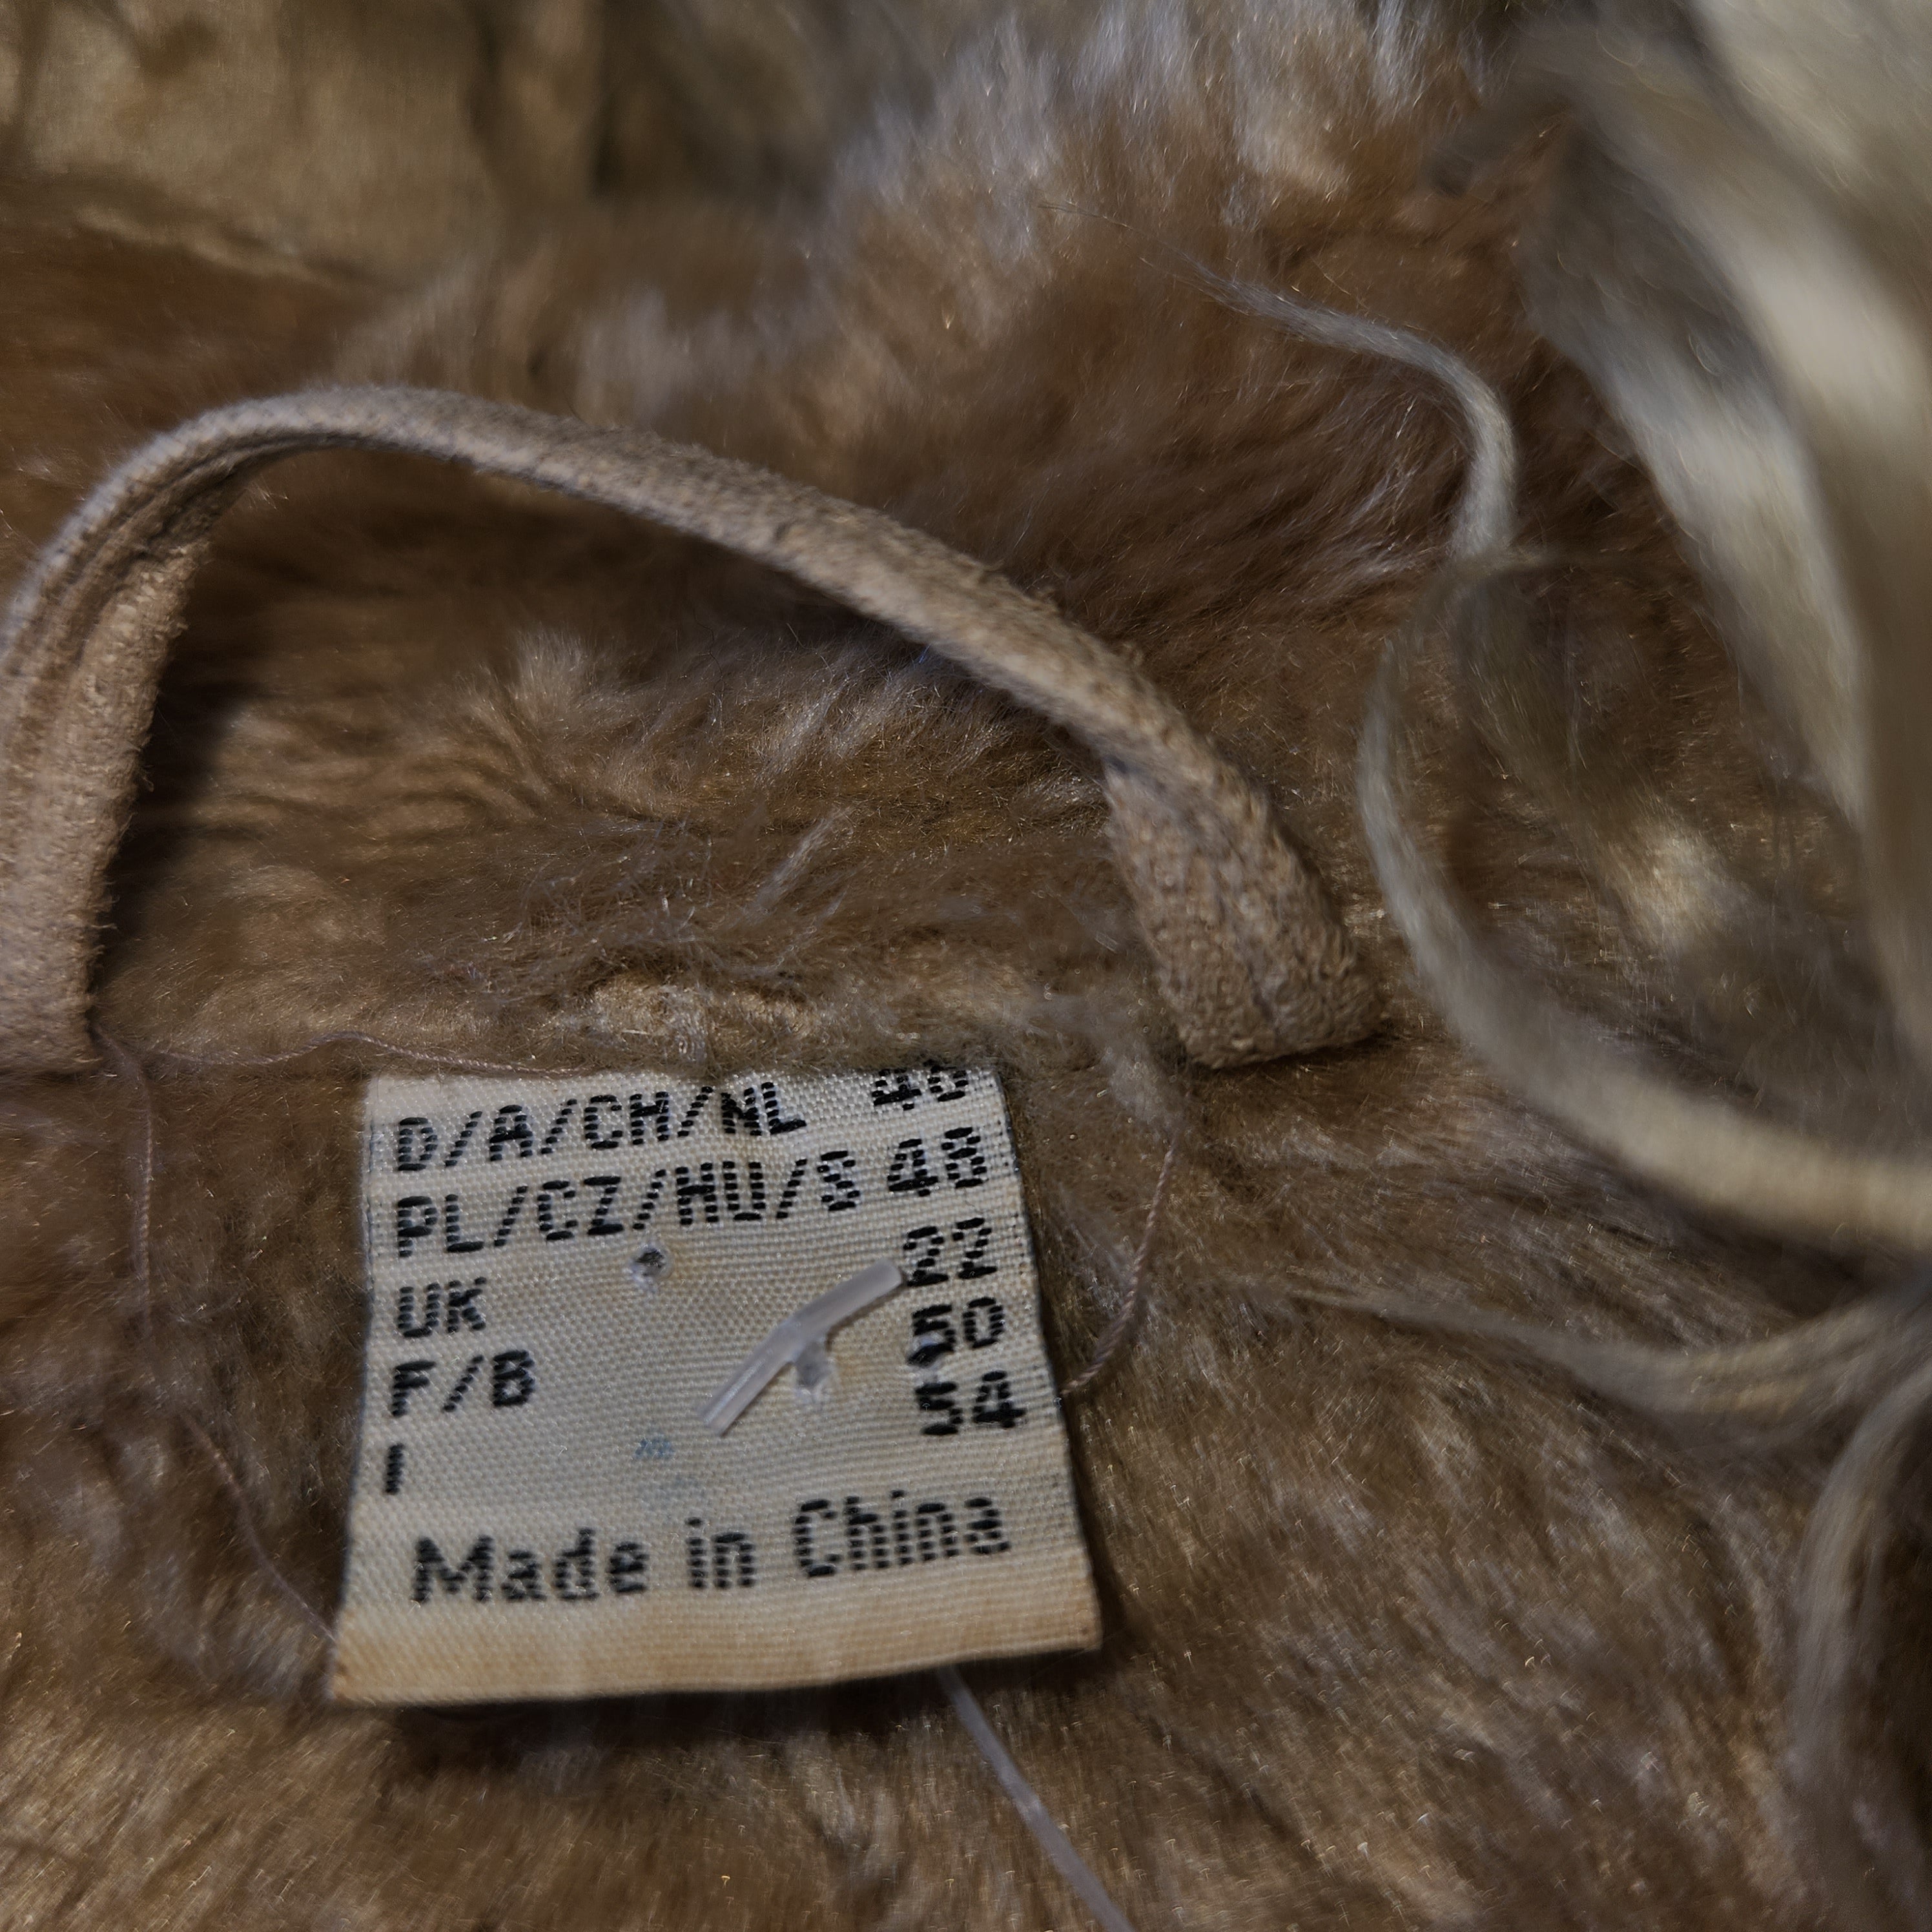 D/A/CH/NL 46
PL/CZ/HU/S 48
UK 22
F/B 50
I 54
Made in China